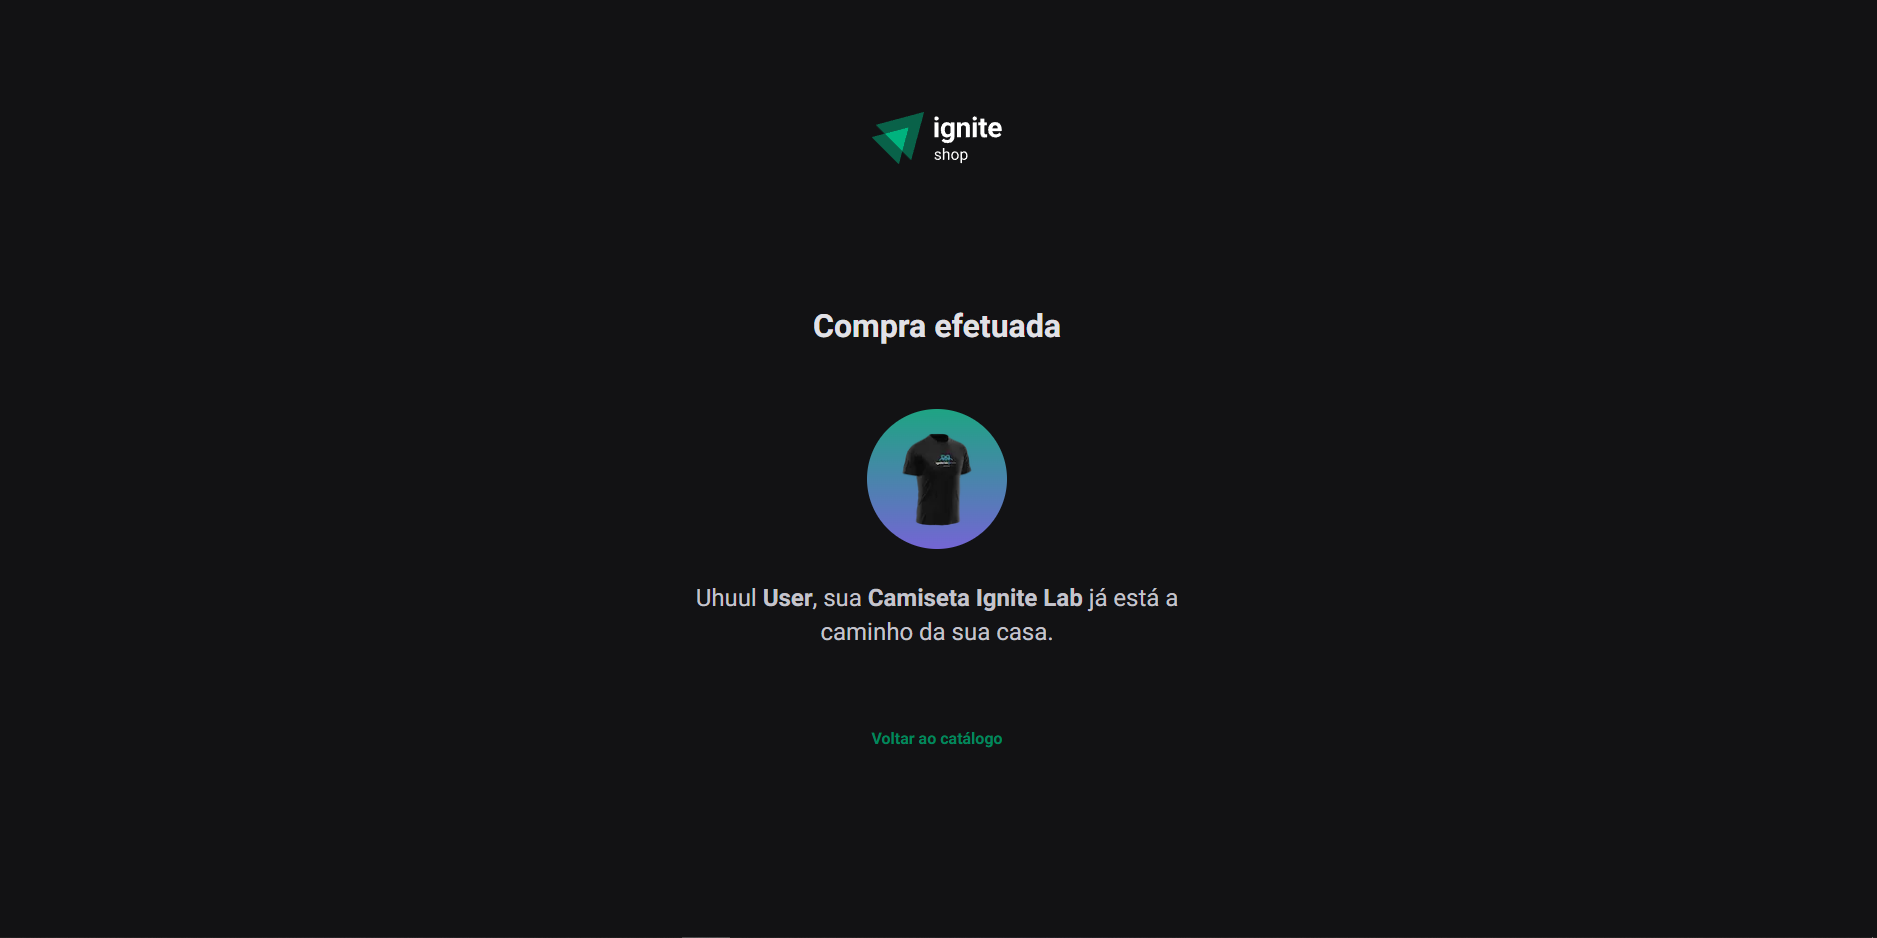 ignite
shop
Compra efetuada
Uhuul User, sua Camiseta Ignite Lab já está a
caminho da sua casa.
Voltar ao catálogo